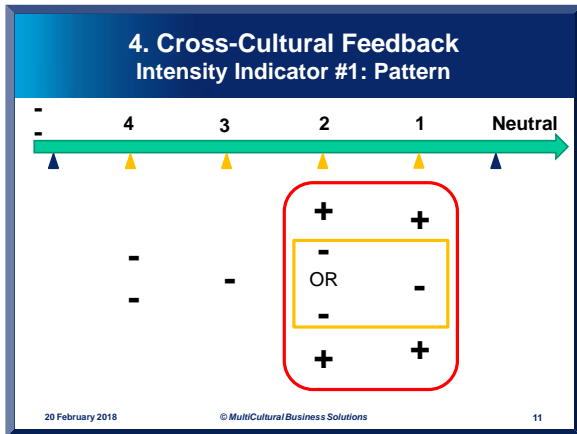 4. Cross-Cultural Feedback
Intensity Indicator #1: Pattern
-
- 4 3 2 1 Neutral
+ +
- -
OR
- - -
- +
+
20 February 2018 © MultiCultural Business Solutions 11